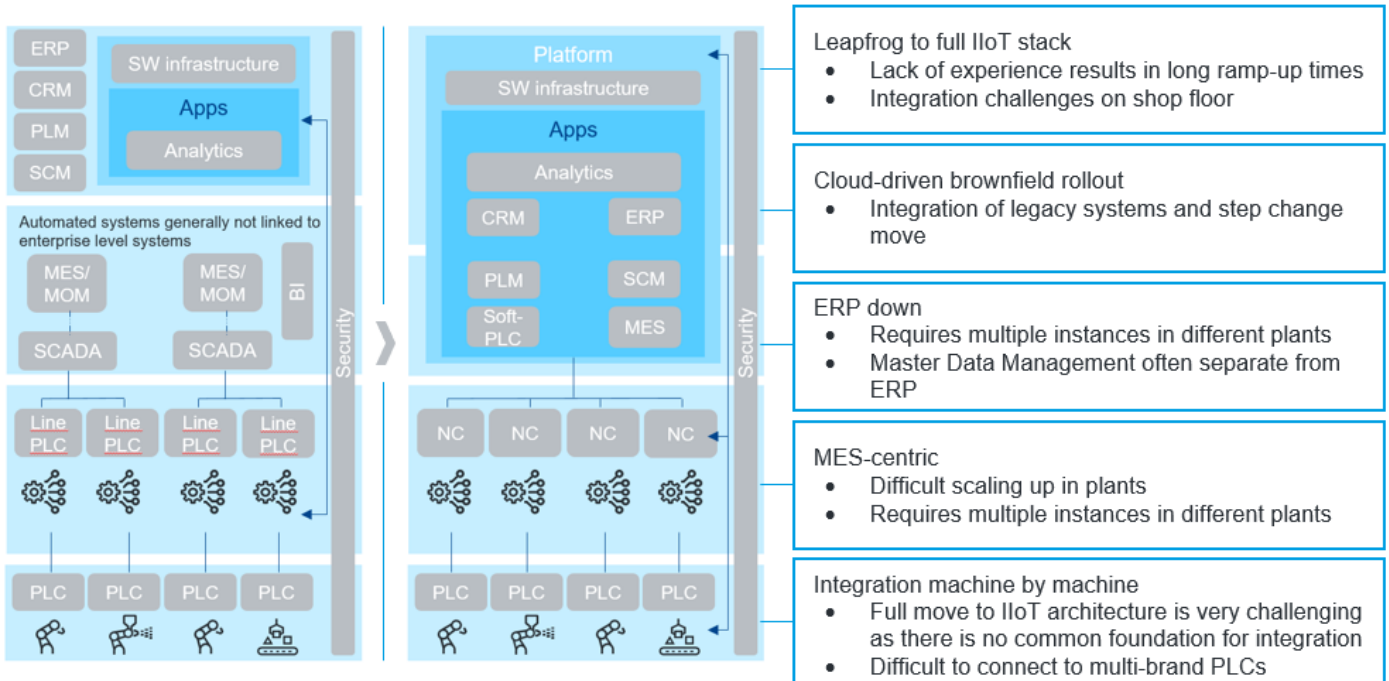 ERP
CRM
PLM
SCM
SW infrastructure
Apps
Analytics
Automated systems generally not linked to
enterprise level systems
MES/
MOM
MES/
MOM
BI
SCADA
SCADA
Line
PLC
Line
PLC
Line
PLC
Line
PLC
PLC
PLC
PLC
PLC
Security
Platform
SW infrastructure
Apps
Analytics
CRM
ERP
PLM
SCM
Soft-
PLC
MES
NC
NC
NC
NC
PLC
PLC
PLC
PLC
Security
Leapfrog to full IIoT stack
• Lack of experience results in long ramp-up times
• Integration challenges on shop floor
Cloud-driven brownfield rollout
• Integration of legacy systems and step change
move
ERP down
• Requires multiple instances in different plants
• Master Data Management often separate from
ERP
MES-centric
• Difficult scaling up in plants
• Requires multiple instances in different plants
Integration machine by machine
• Full move to IIoT architecture is very challenging
as there is no common foundation for integration
• Difficult to connect to multi-brand PLCs